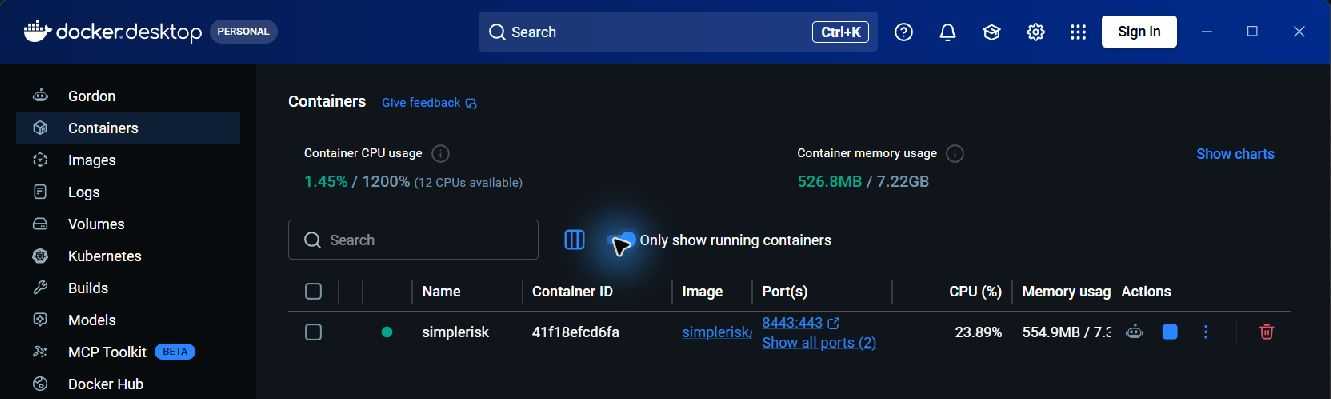 docker.desktop PERSONAL Search Ctrl+K Sign in
Gordon
Containers
Images
Logs
Volumes
Kubernetes
Builds
Models
MCP Toolkit BETA
Docker Hub
Containers Give feedback
Container CPU usage
1.45% / 1200% (12 CPUs available)
Container memory usage
526.8MB / 7.22GB
Show charts
Search
Only show running containers
Name Container ID Image Port(s) CPU (%) Memory usag Actions
simplerisk 41f18efcd6fa simplerisk/ 8443:443 23.89% 554.9MB / 7.3
Show all ports (2)